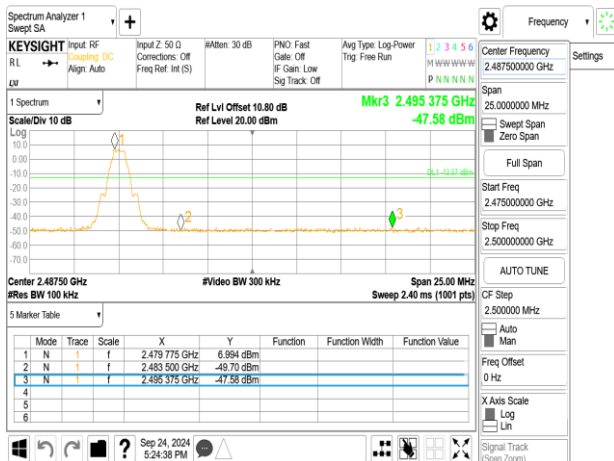 Spectrum Analyzer 1
Swept SA
Frequency
Settings
KEYSIGHT
RL
Input: RF
Coupling: DC
Align: Auto
Input Z: 50 Ω
Corrections: Off
Freq Ref: Int (S)
#Atten: 30 dB
PNO: Fast
Gate: Off
IF Gain: Low
Sig Track: Off
Avg Type: Log-Power
Trig: Free Run
1 2 3 4 5 6
M W W W W W
P N N N N N
1 Spectrum
Scale/Div 10 dB
Ref Lvl Offset 10.80 dB
Ref Level 20.00 dBm
Mkr3 2.495 375 GHz
-47.58 dBm
Log
10.0
0.00
-10.0
-20.0
-30.0
-40.0
-50.0
-60.0
-70.0
1
2
3
DL1 -13.07 dBm
Center 2.48750 GHz
#Video BW 300 kHz
Span 25.00 MHz
#Res BW 100 kHz
Sweep 2.40 ms (1001 pts)
5 Marker Table
Mode Trace Scale X Y Function Function Width Function Value
1 N 1 f 2.479 775 GHz 6.994 dBm
2 N 1 f 2.483 500 GHz -49.70 dBm
3 N 1 f 2.495 375 GHz -47.58 dBm
4
5
6
Sep 24, 2024
5:24:38 PM
Center Frequency
2.487500000 GHz
Span
25.0000000 MHz
Swept Span
Zero Span
Full Span
Start Freq
2.475000000 GHz
Stop Freq
2.500000000 GHz
AUTO TUNE
CF Step
2.500000 MHz
Auto
Man
Freq Offset
0 Hz
X Axis Scale
Log
Lin
Signal Track
(Span Zoom)